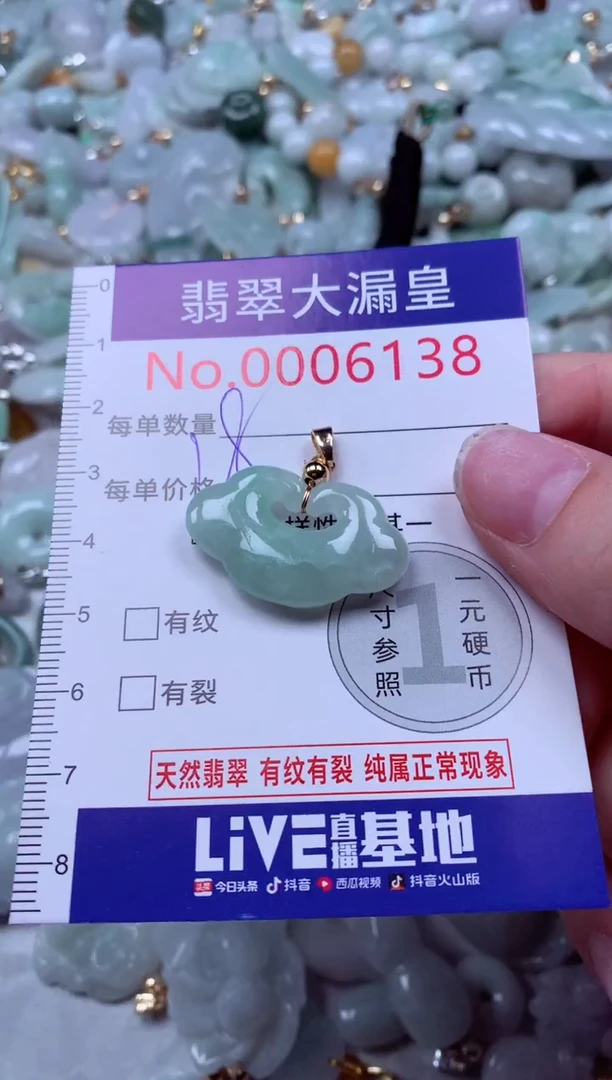 翡翠大漏皇
No.0006138
每单数量
每单价格
有纹
有裂
一元硬币
1
尺寸参照
天然翡翠 有纹有裂 纯属正常现象
LiVE直播基地
今日头条 抖音 西瓜视频 抖音火山版
0
1
2
3
4
5
6
7
8